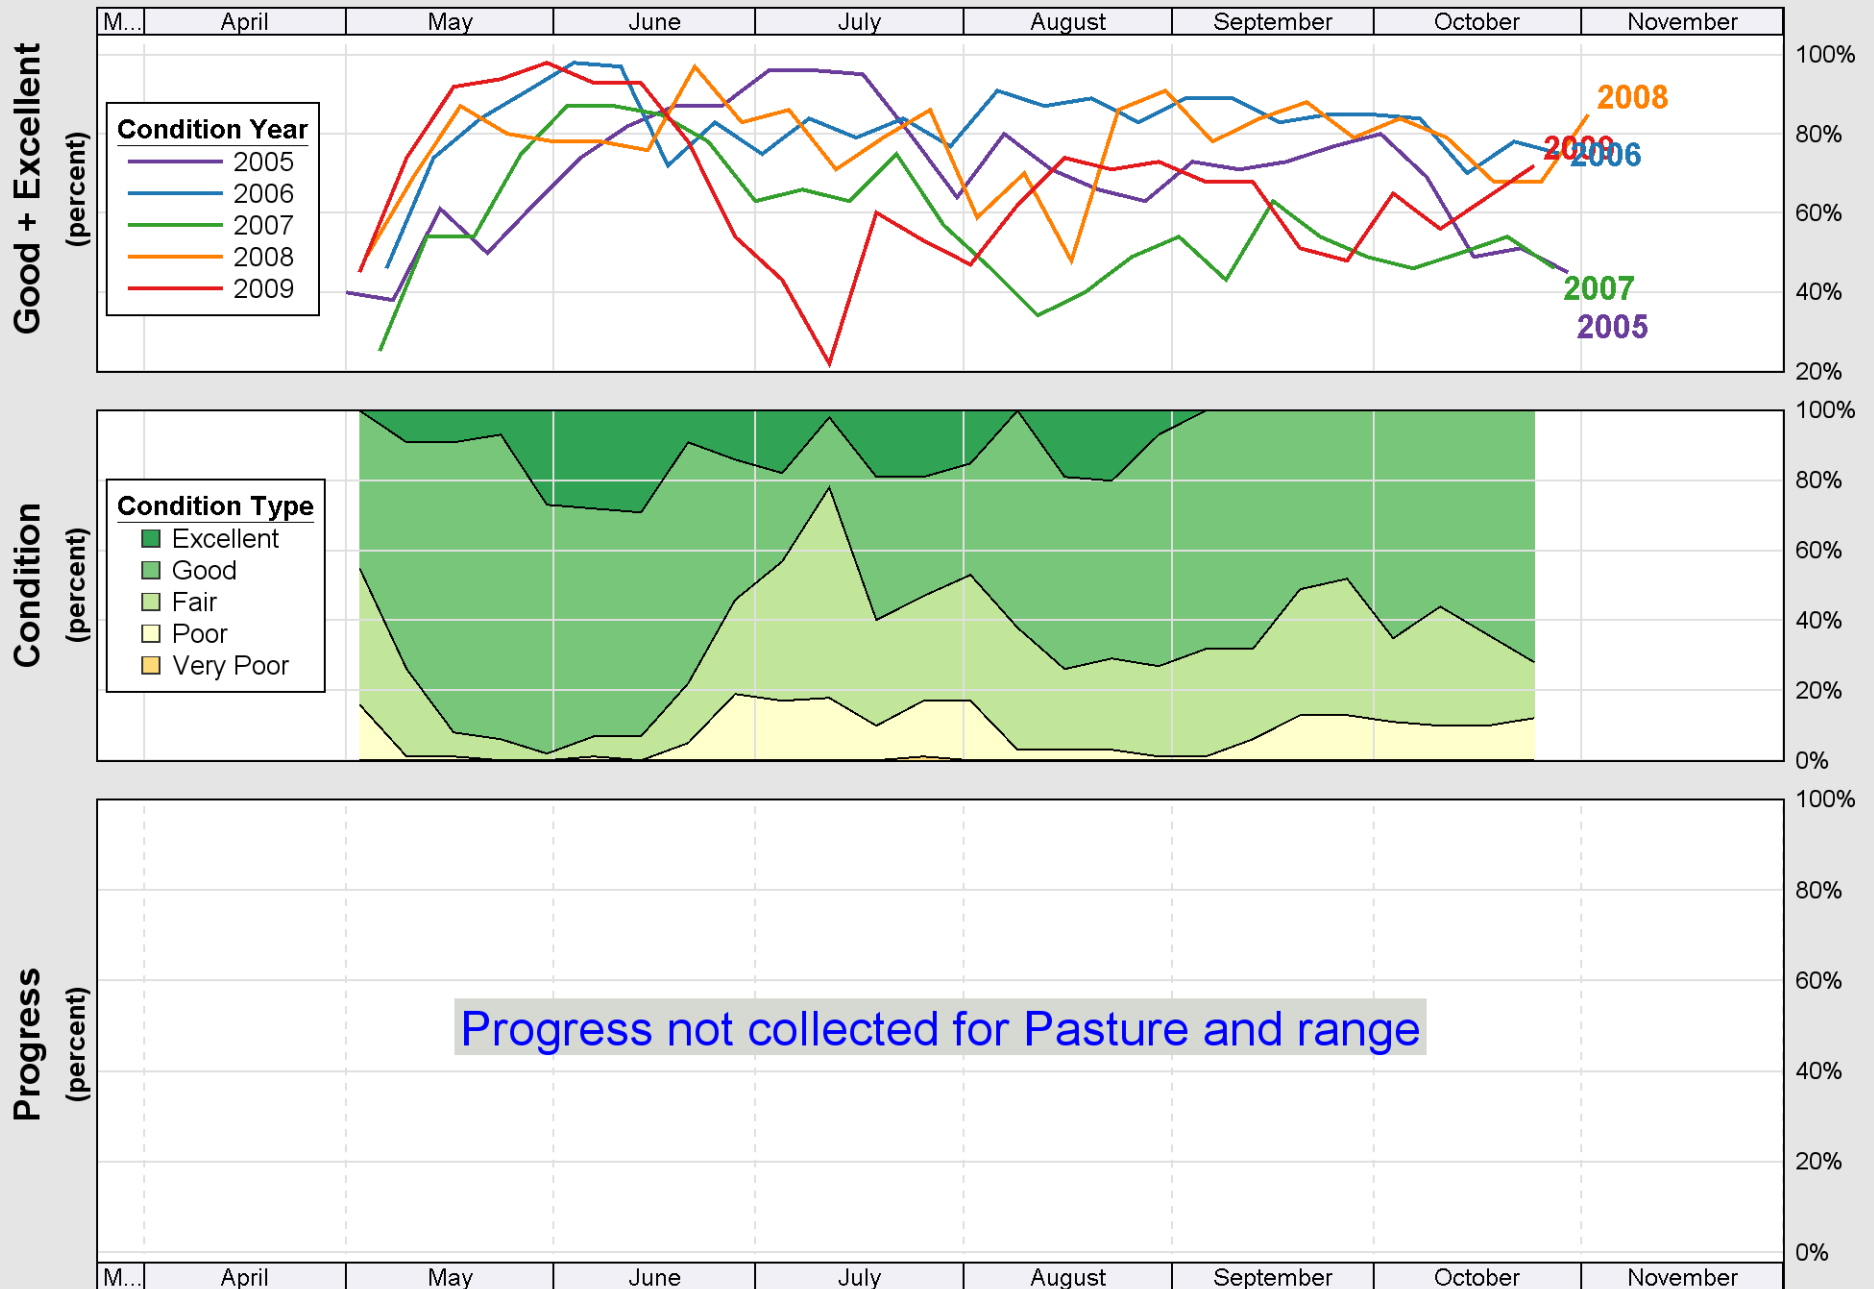 M... April May June July August September October November
Good + Excellent
(percent)
100%
80%
60%
40%
20%
Condition Year
2005
2006
2007
2008
2009
2008
2009
2006
2007
2005
Condition
(percent)
100%
80%
60%
40%
20%
0%
Condition Type
Excellent
Good
Fair
Poor
Very Poor
Progress
(percent)
100%
80%
60%
40%
20%
0%
Progress not collected for Pasture and range
M... April May June July August September October November